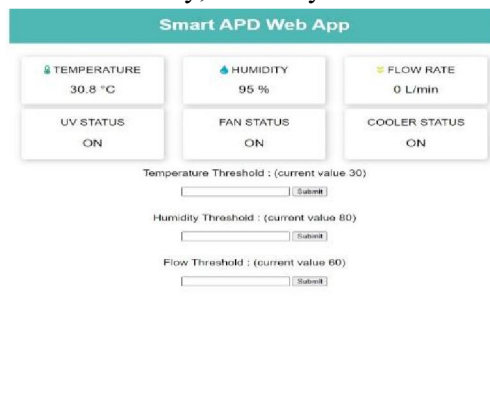 Smart APD Web App
TEMPERATURE
30.8 °C
HUMIDITY
95 %
FLOW RATE
0 L/min
UV STATUS
ON
FAN STATUS
ON
COOLER STATUS
ON
Temperature Threshold : (current value 30)
Submit
Humidity Threshold : (current value 80)
Submit
Flow Threshold : (current value 60)
Submit